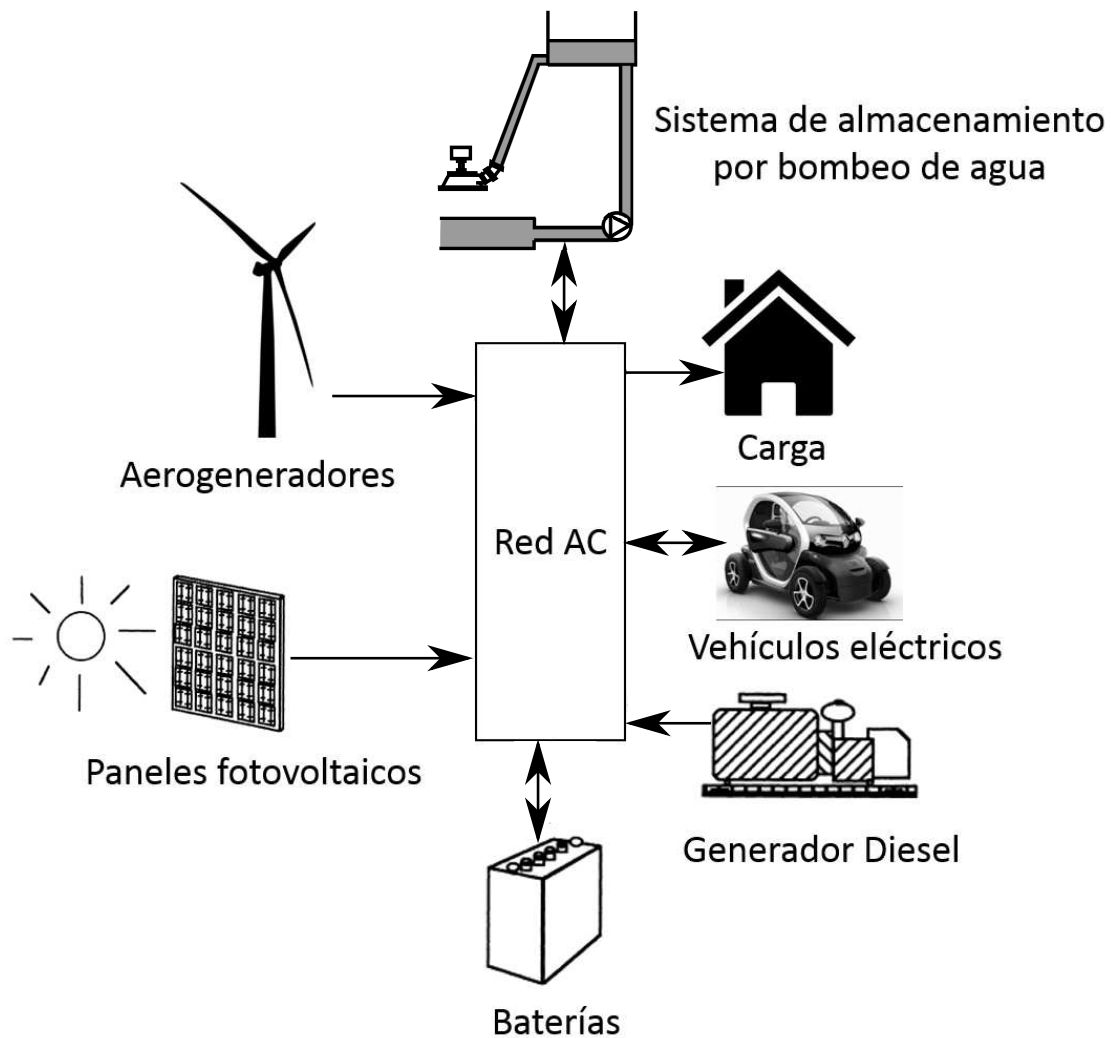 Sistema de almacenamiento
por bombeo de agua
Carga
Aerogeneradores
Red AC
Vehículos eléctricos
Paneles fotovoltaicos
Generador Diesel
Baterías